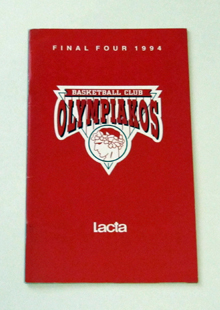 FINAL FOUR 1994
BASKETBALL CLUB
OLYMPIAKOS
Lacta